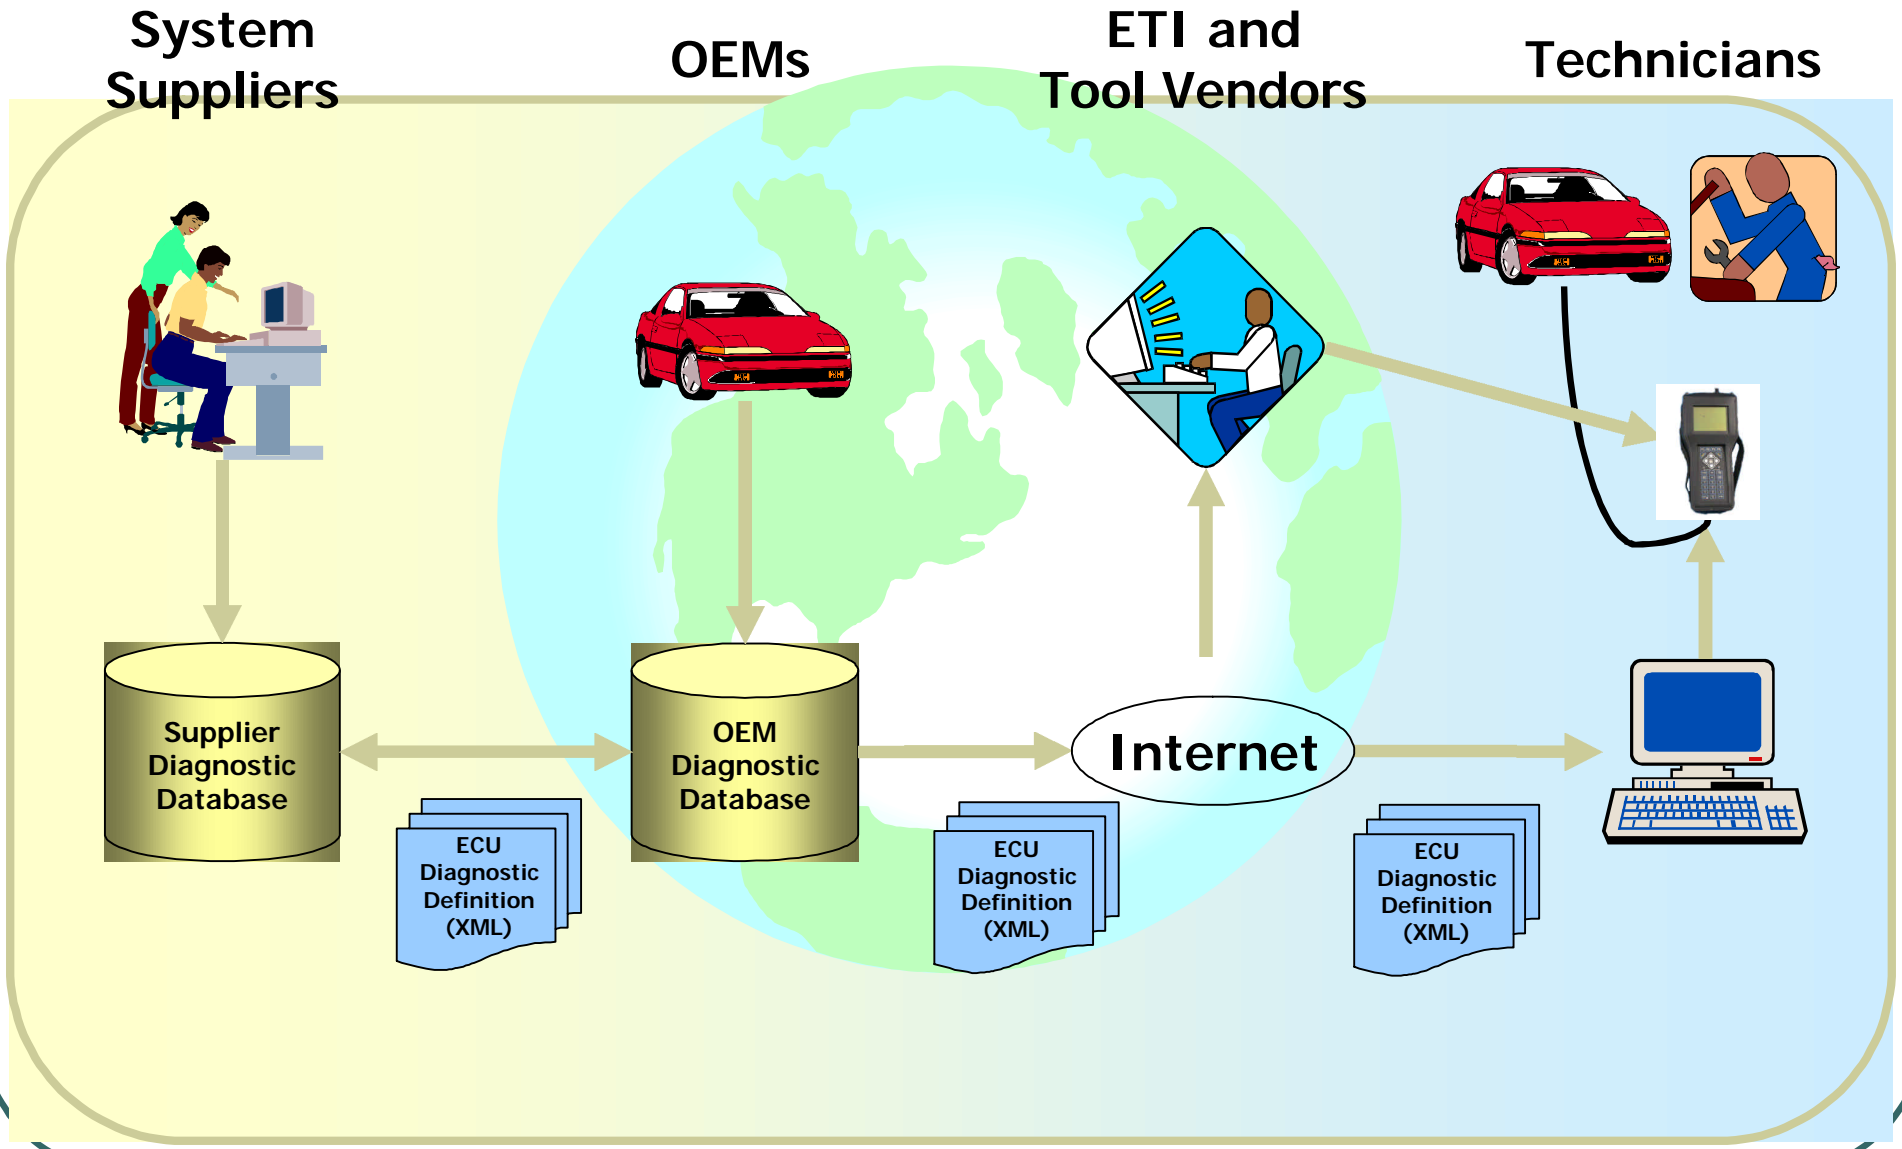 System
Suppliers
OEMs
ETI and
Tool Vendors
Technicians
Supplier
Diagnostic
Database
OEM
Diagnostic
Database
Internet
ECU
Diagnostic
Definition
(XML)
ECU
Diagnostic
Definition
(XML)
ECU
Diagnostic
Definition
(XML)